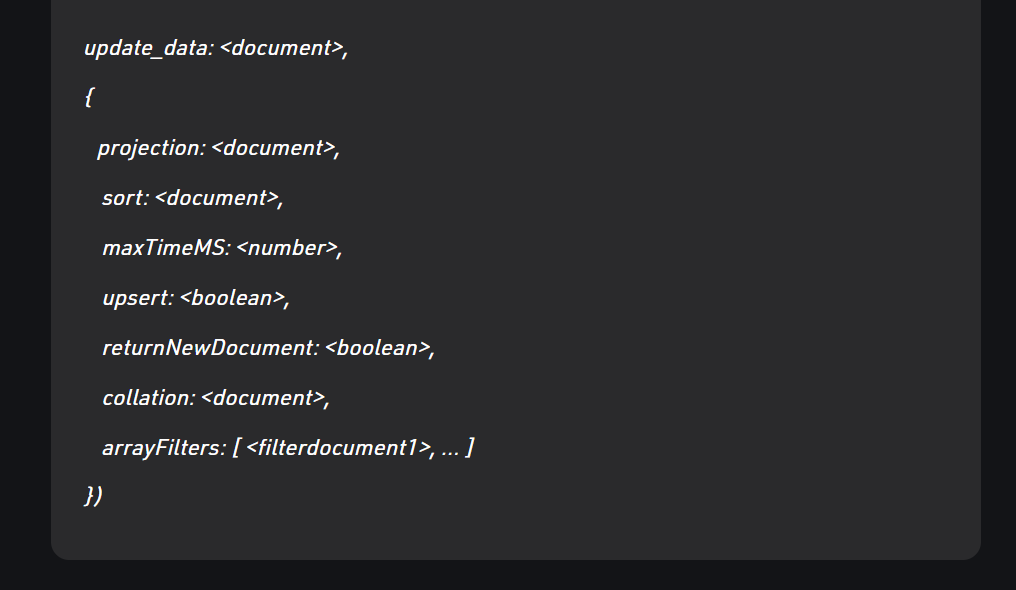 update_data: <document>,
{
projection: <document>,
sort: <document>,
maxTimeMS: <number>,
upsert: <boolean>,
returnNewDocument: <boolean>,
collation: <document>,
arrayFilters: [ <filterdocument1>, ... ]
})